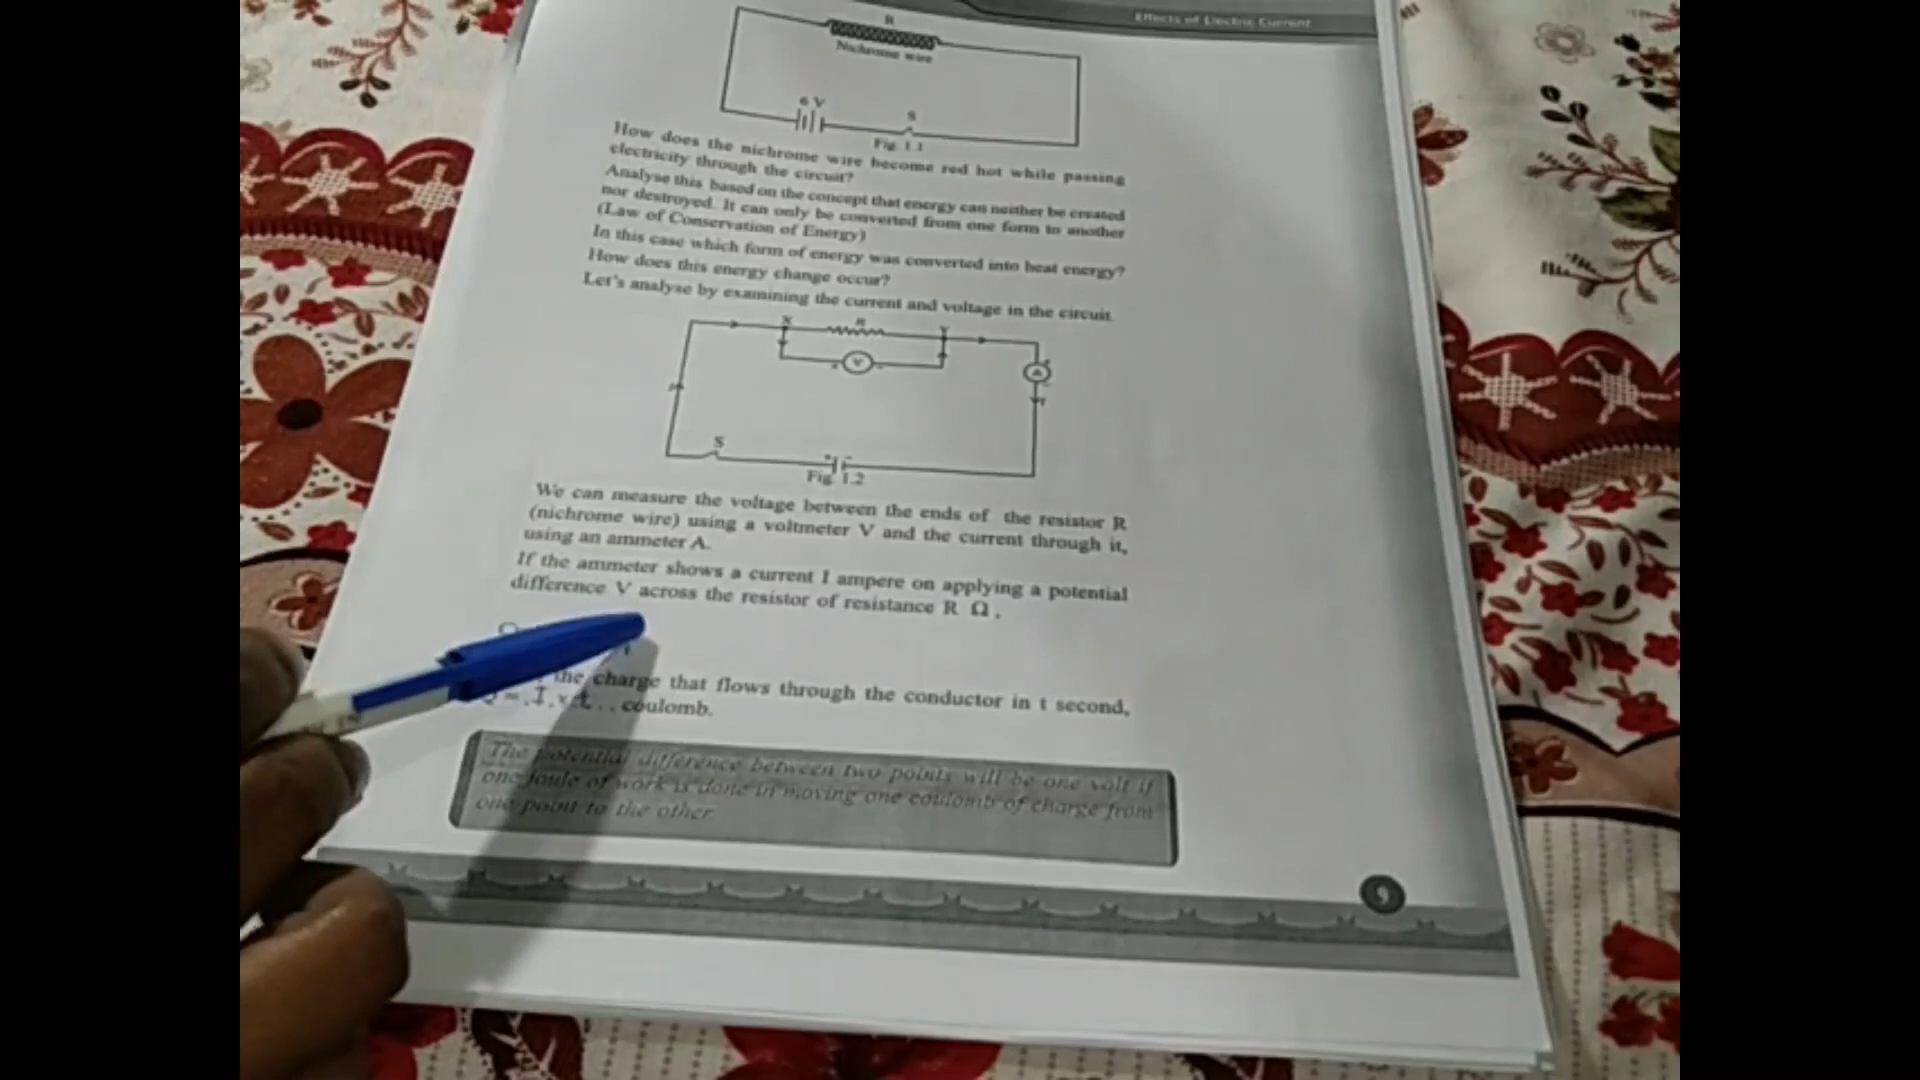 Effects of Electric Current
R
Nichrome wire
6 V
S
Fig 1.1
How does the nichrome wire become red hot while passing
electricity through the circuit?
Analyse this based on the concept that energy can neither be created
nor destroyed. It can only be converted from one form to another
(Law of Conservation of Energy)
In this case which form of energy was converted into heat energy?
How does this energy change occur?
Let's analyse by examining the current and voltage in the circuit.
X R Y
+ V -
+
A
-
I
S
+ -
Fig. 1.2
We can measure the voltage between the ends of the resistor R
(nichrome wire) using a voltmeter V and the current through it,
using an ammeter A.
If the ammeter shows a current I ampere on applying a potential
difference V across the resistor of resistance R Ω.
the charge that flows through the conductor in t second,
= . I . x . t . . . coulomb.
The potential difference between two points will be one volt if
one joule of work is done in moving one coulomb of charge from
one point to the other.
9